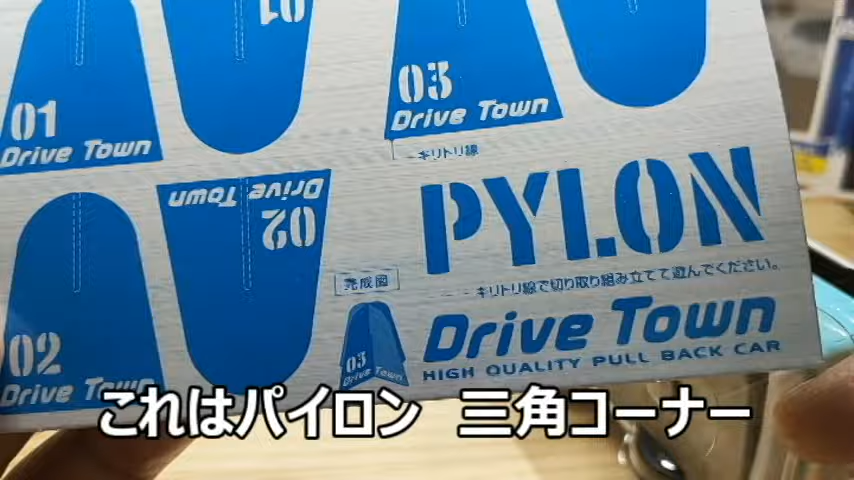 01
01
Drive Town
03
Drive Town
キリトリ線
Drive Town
02
PYLON
キリトリ線で切り取り組み立てて遊んでください。
完成図
02
Drive Town
03
Drive Town
Drive Town
HIGH QUALITY PULL BACK CAR
これはパイロン 三角コーナー